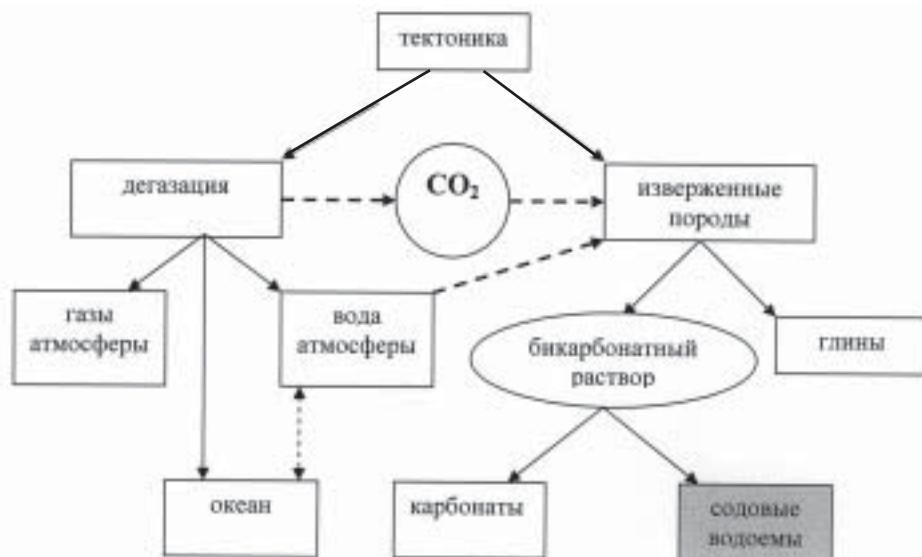 тектоника
дегазация
CO₂
изверженные
породы
газы
атмосферы
вода
атмосферы
бикарбонатный
раствор
глины
океан
карбонаты
содовые
водоемы